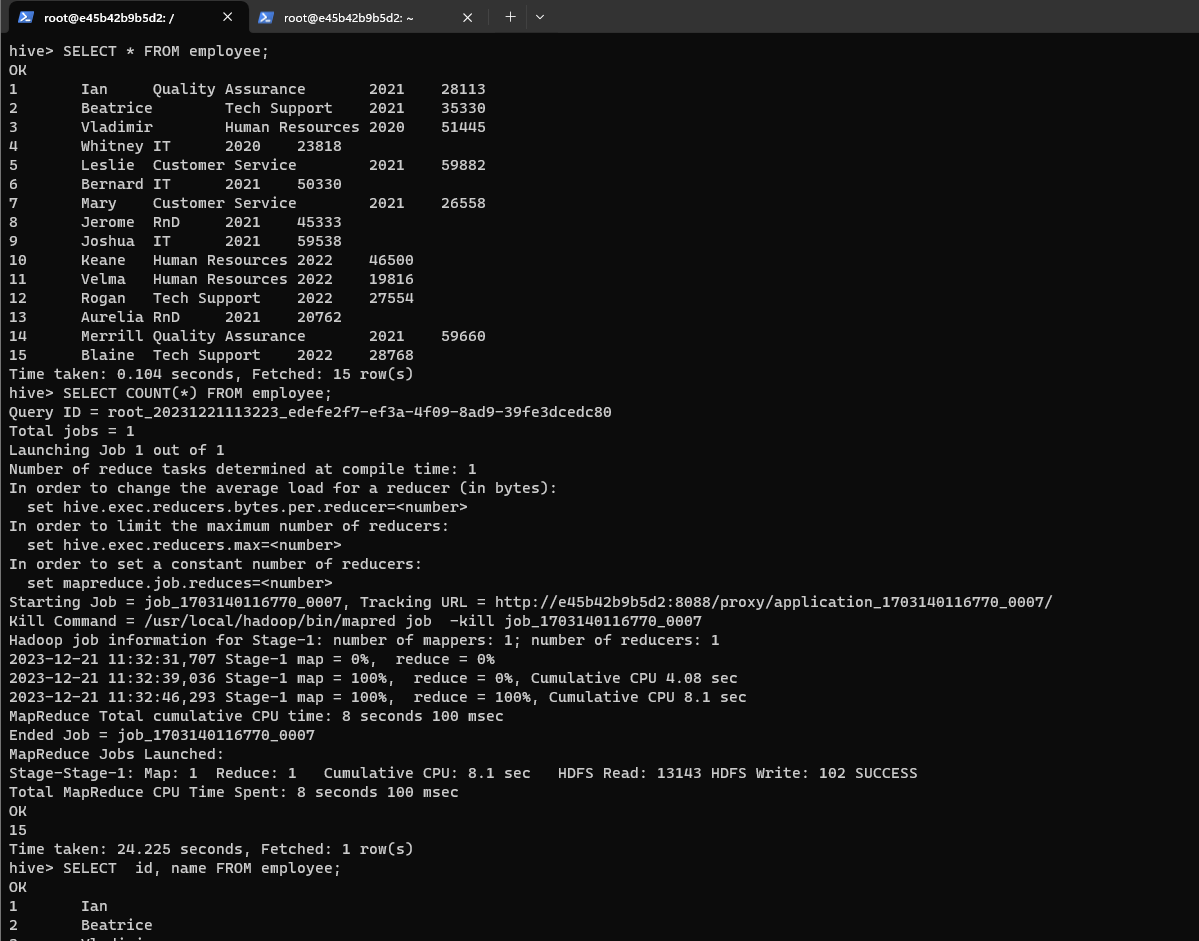 root@e45b42b9b5d2: /
root@e45b42b9b5d2: ~
hive> SELECT * FROM employee;
OK
1 Ian Quality Assurance 2021 28113
2 Beatrice Tech Support 2021 35330
3 Vladimir Human Resources 2020 51445
4 Whitney IT 2020 23818
5 Leslie Customer Service 2021 59882
6 Bernard IT 2021 50330
7 Mary Customer Service 2021 26558
8 Jerome RnD 2021 45333
9 Joshua IT 2021 59538
10 Keane Human Resources 2022 46500
11 Velma Human Resources 2022 19816
12 Rogan Tech Support 2022 27554
13 Aurelia RnD 2021 20762
14 Merrill Quality Assurance 2021 59660
15 Blaine Tech Support 2022 28768
Time taken: 0.104 seconds, Fetched: 15 row(s)
hive> SELECT COUNT(*) FROM employee;
Query ID = root_20231221113223_edefe2f7-ef3a-4f09-8ad9-39fe3dcedc80
Total jobs = 1
Launching Job 1 out of 1
Number of reduce tasks determined at compile time: 1
In order to change the average load for a reducer (in bytes):
  set hive.exec.reducers.bytes.per.reducer=<number>
In order to limit the maximum number of reducers:
  set hive.exec.reducers.max=<number>
In order to set a constant number of reducers:
  set mapreduce.job.reduces=<number>
Starting Job = job_1703140116770_0007, Tracking URL = http://e45b42b9b5d2:8088/proxy/application_1703140116770_0007/
Kill Command = /usr/local/hadoop/bin/mapred job  -kill job_1703140116770_0007
Hadoop job information for Stage-1: number of mappers: 1; number of reducers: 1
2023-12-21 11:32:31,707 Stage-1 map = 0%,  reduce = 0%
2023-12-21 11:32:39,036 Stage-1 map = 100%,  reduce = 0%, Cumulative CPU 4.08 sec
2023-12-21 11:32:46,293 Stage-1 map = 100%,  reduce = 100%, Cumulative CPU 8.1 sec
MapReduce Total cumulative CPU time: 8 seconds 100 msec
Ended Job = job_1703140116770_0007
MapReduce Jobs Launched:
Stage-Stage-1: Map: 1  Reduce: 1   Cumulative CPU: 8.1 sec   HDFS Read: 13143 HDFS Write: 102 SUCCESS
Total MapReduce CPU Time Spent: 8 seconds 100 msec
OK
15
Time taken: 24.225 seconds, Fetched: 1 row(s)
hive> SELECT  id, name FROM employee;
OK
1 Ian
2 Beatrice